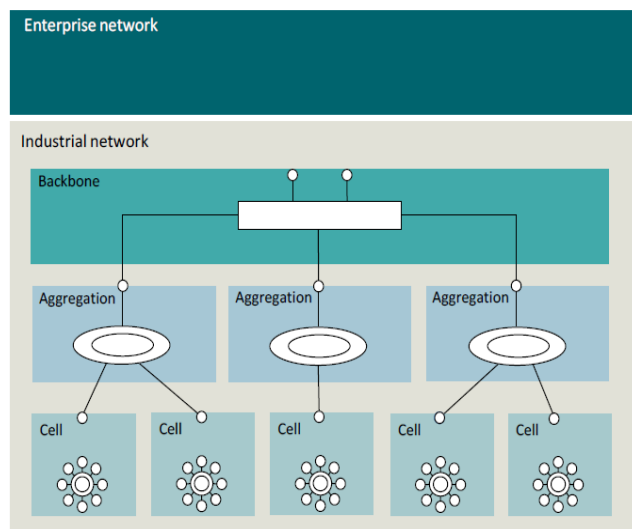 Enterprise network
Industrial network
Backbone
Aggregation
Aggregation
Aggregation
Cell
Cell
Cell
Cell
Cell